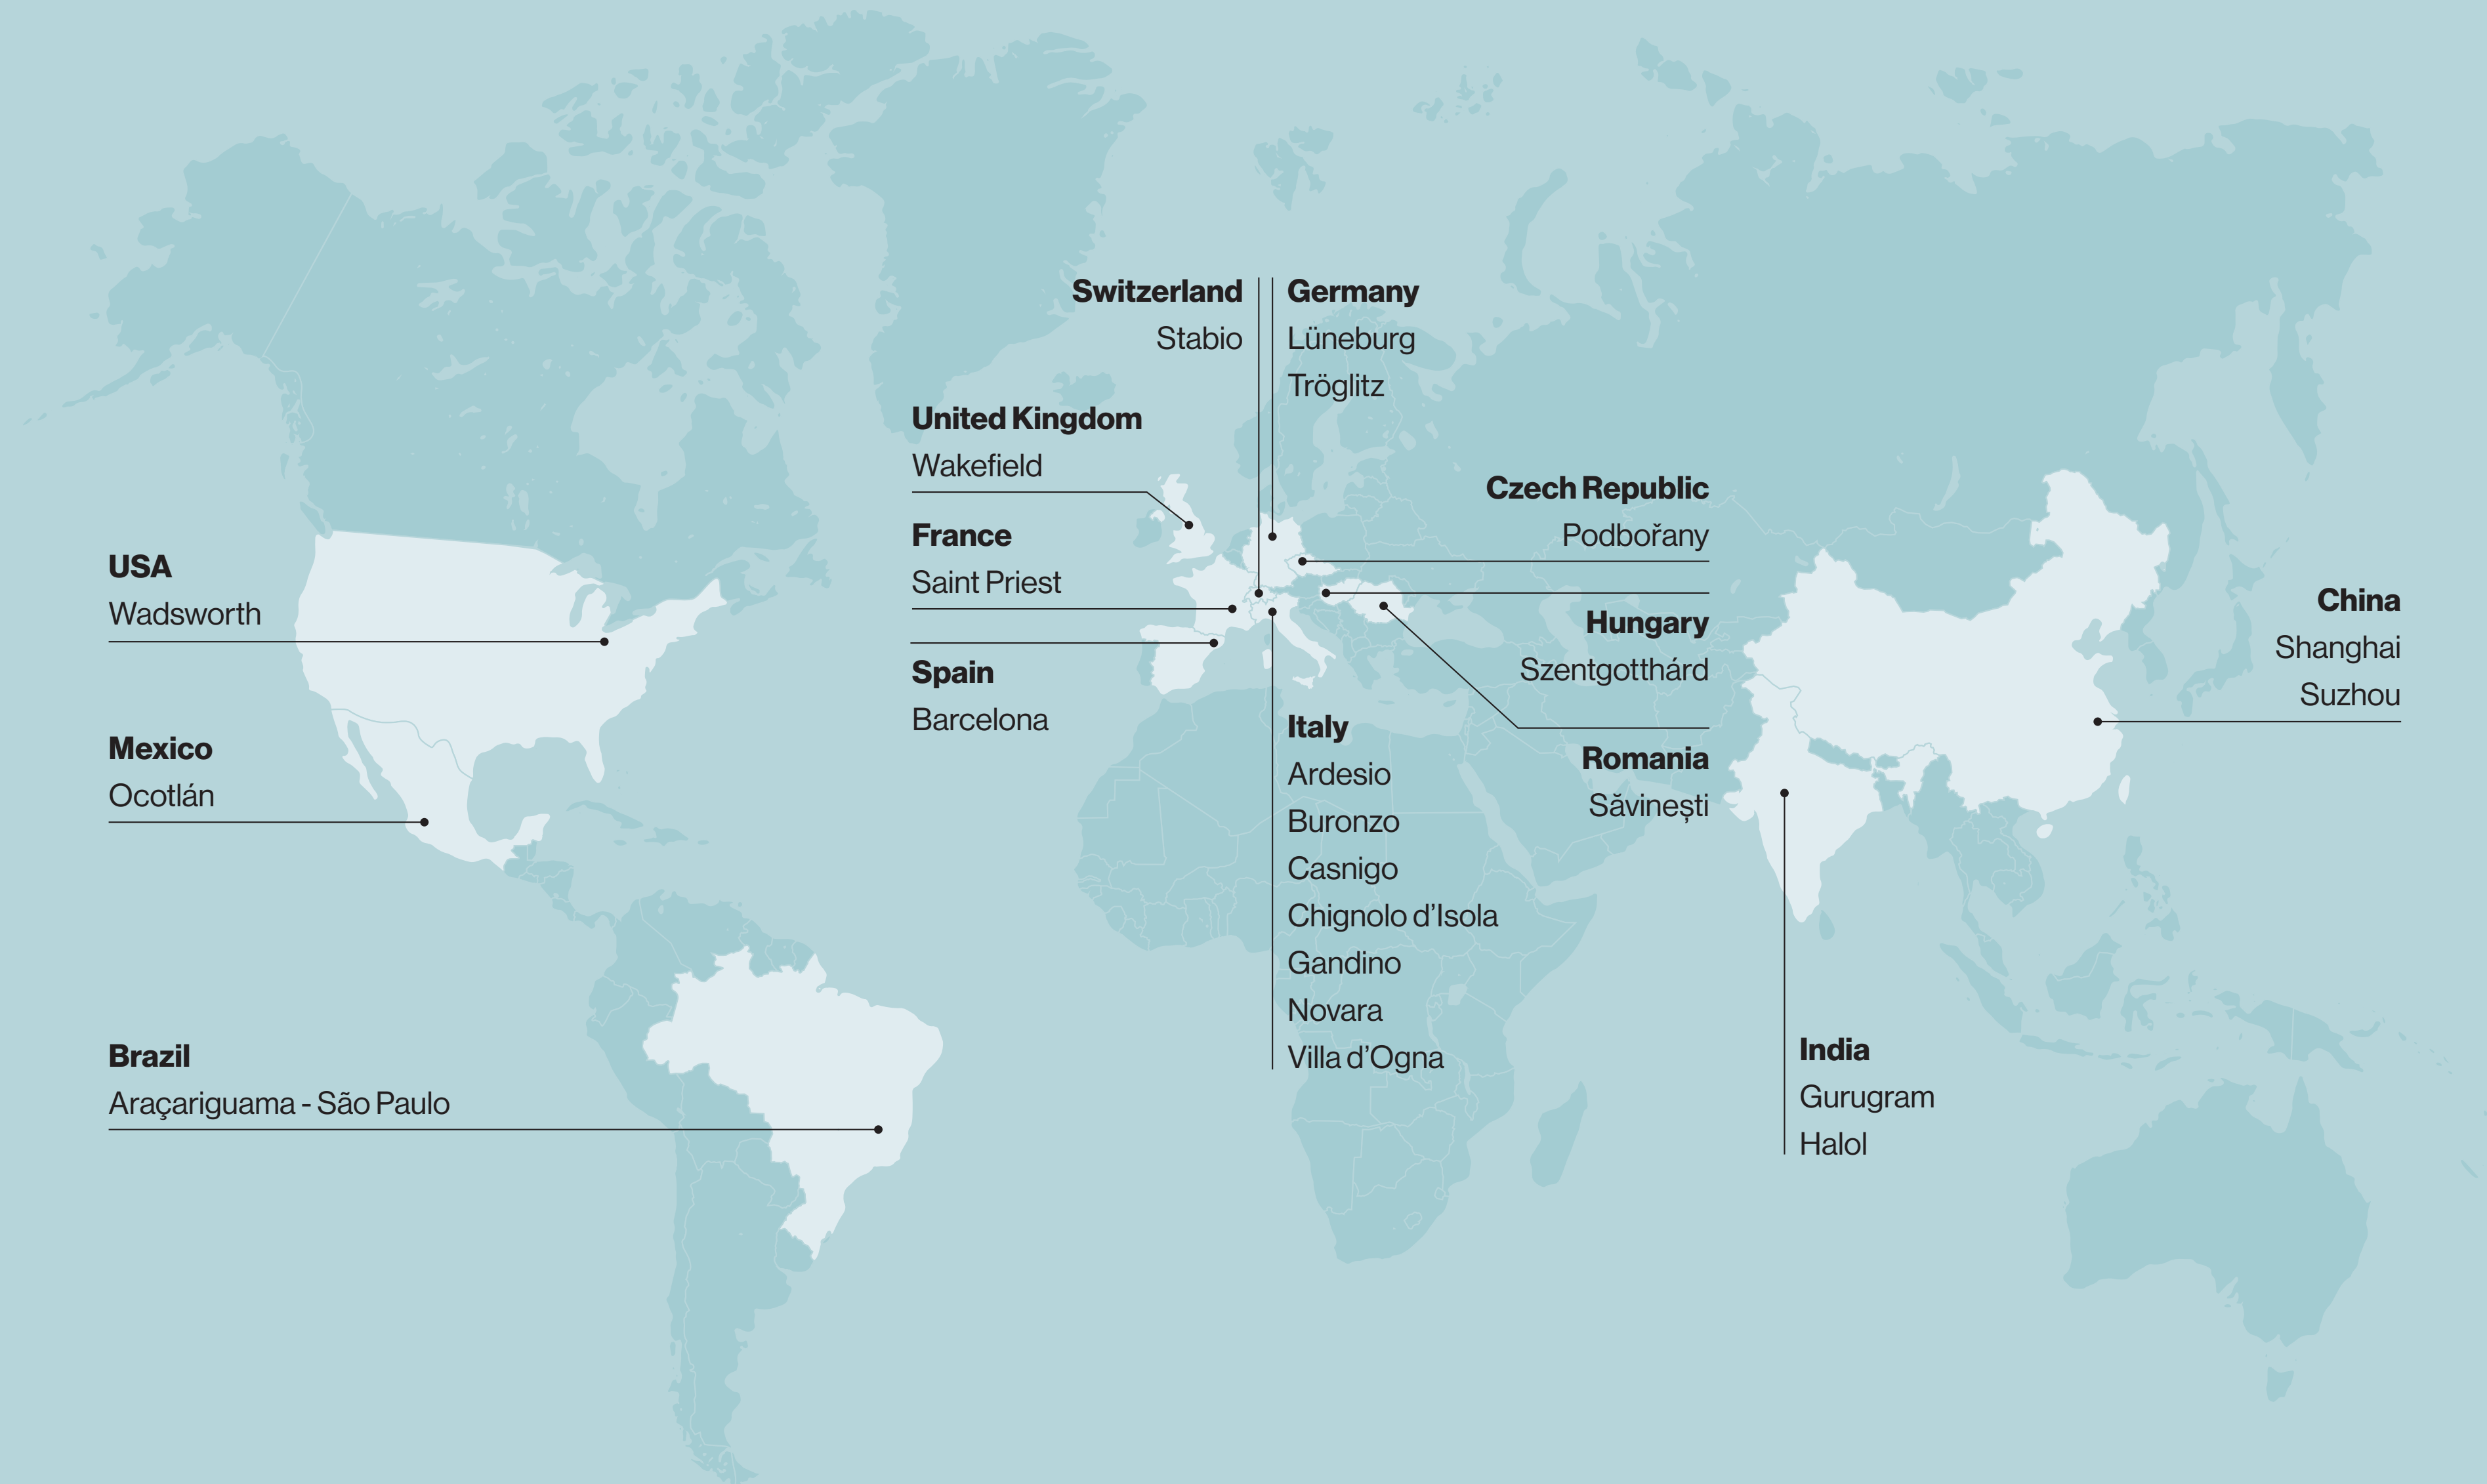 Switzerland
Stabio
Germany
Lüneburg
Tröglitz
United Kingdom
Wakefield
France
Saint Priest
Spain
Barcelona
Czech Republic
Podbořany
Hungary
Szentgotthárd
Romania
Săvinești
USA
Wadsworth
Mexico
Ocotlán
Brazil
Araçariguama - São Paulo
Italy
Ardesio
Buronzo
Casnigo
Chignolo d’Isola
Gandino
Novara
Villa d’Ogna
China
Shanghai
Suzhou
India
Gurugram
Halol